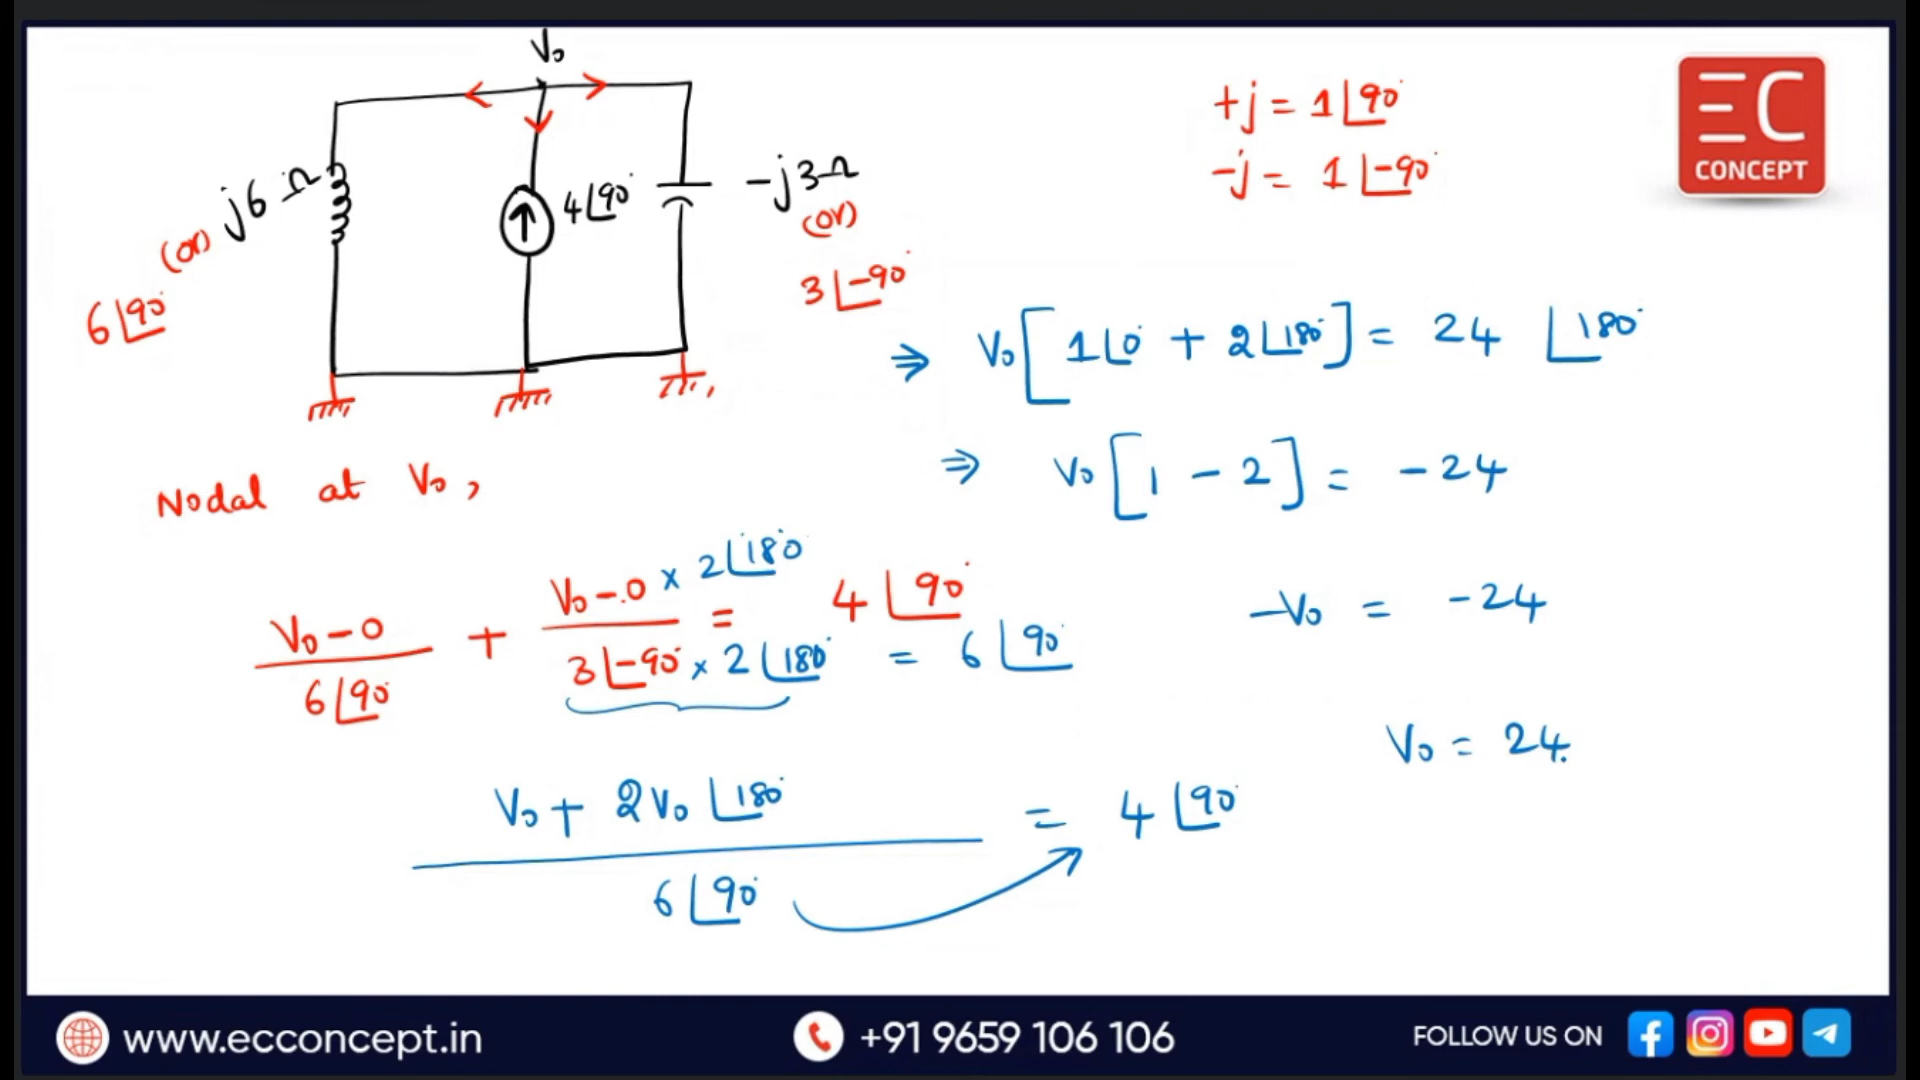 V₀
+j = 1∠90°
-j = 1∠-90°
EC
CONCEPT
j6 Ω
(or)
6∠90°
4∠90°
-j3Ω
(or)
3∠-90°
Nodal at V₀,
V₀-0 / 6∠90° + V₀-0 × 2∠180° / 3∠-90° × 2∠180° = 4∠90°
= 6∠90°
V₀ + 2V₀∠180° / 6∠90° = 4∠90°
⇒ V₀[1∠0° + 2∠180°] = 24∠180°
⇒ V₀[1 - 2] = -24
-V₀ = -24
V₀ = 24.
www.ecconcept.in
+91 9659 106 106
FOLLOW US ON